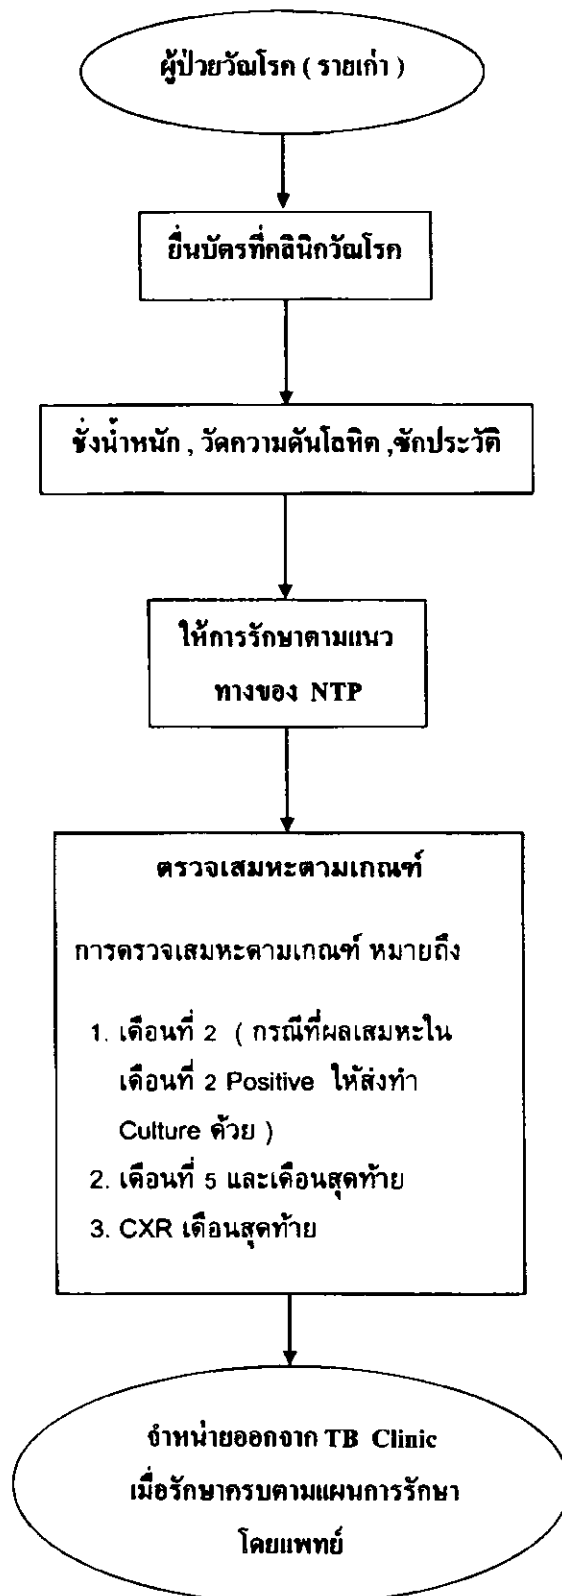 ผู้ป่วยวัณโรค ( รายเก่า )
ยื่นบัตรที่คลินิกวัณโรค
ชั่งน้ำหนัก , วัดความดันโลหิต ,ซักประวัติ
ให้การรักษาตามแนว
ทางของ NTP
ตรวจเสมหะตามเกณฑ์
การตรวจเสมหะตามเกณฑ์ หมายถึง
1. เดือนที่ 2 ( กรณีที่ผลเสมหะใน
เดือนที่ 2 Positive ให้ส่งทำ
Culture ด้วย )
2. เดือนที่ 5 และเดือนสุดท้าย
3. CXR เดือนสุดท้าย
จำหน่ายออกจาก TB Clinic
เมื่อรักษาครบตามแผนการรักษา
โดยแพทย์